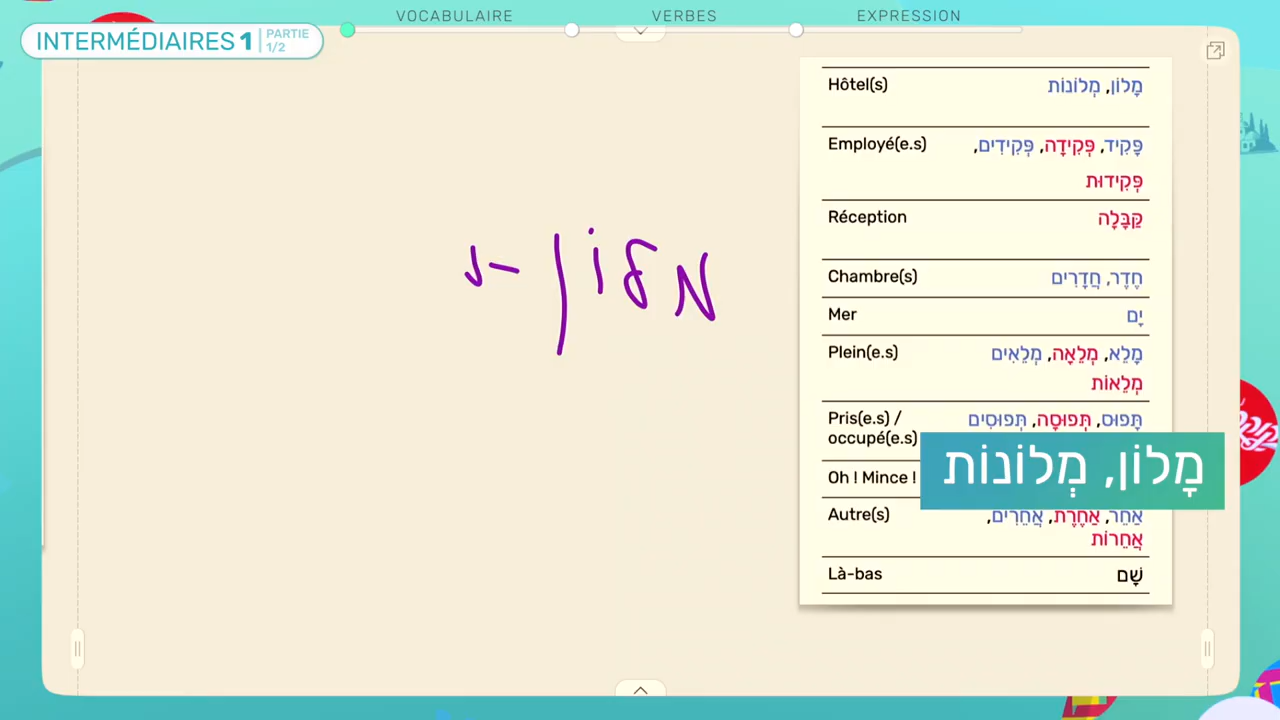 VOCABULAIRE VERBES EXPRESSION
INTERMÉDIAIRES 1 PARTIE 1/2
Hôtel(s) מָלוֹן, מְלוֹנוֹת
Employé(e.s) פָּקִיד, פְּקִידָה, פְּקִידִים,
פְּקִידוּת
Réception קַבָּלָה
Chambre(s) חֶדֶר, חֲדָרִים
Mer יָם
Plein(e.s) מָלֵא, מְלֵאָה, מְלֵאִים
מְלֵאוֹת
Pris(e.s) / תָּפוּס, תְּפוּסָה, תְּפוּסִים
occupé(e.s)
Oh ! Mince !
Autre(s) אַחֵר, אַחֶרֶת, אֲחֵרִים,
אֲחֵרוֹת
Là-bas שָׁם
מלוֹן
מָלוֹן, מְלוֹנוֹת